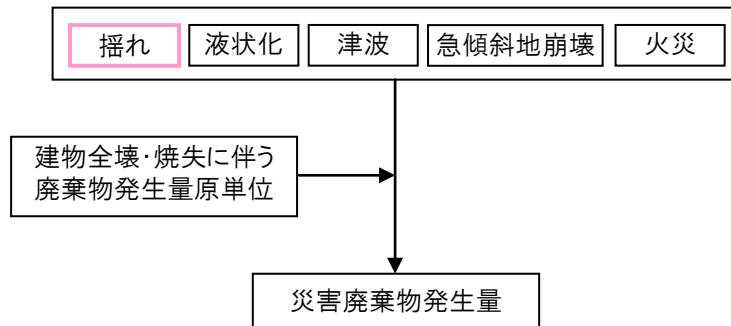 揺れ 液状化 津波 急傾斜地崩壊 火災
建物全壊・焼失に伴う
廃棄物発生量原単位
災害廃棄物発生量